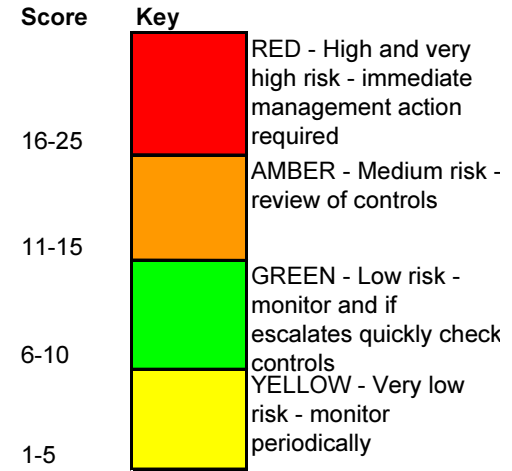 Score Key
RED - High and very
high risk - immediate
management action
required
16-25
AMBER - Medium risk -
review of controls
11-15
GREEN - Low risk -
monitor and if
escalates quickly check
controls
6-10
YELLOW - Very low
risk - monitor
periodically
1-5